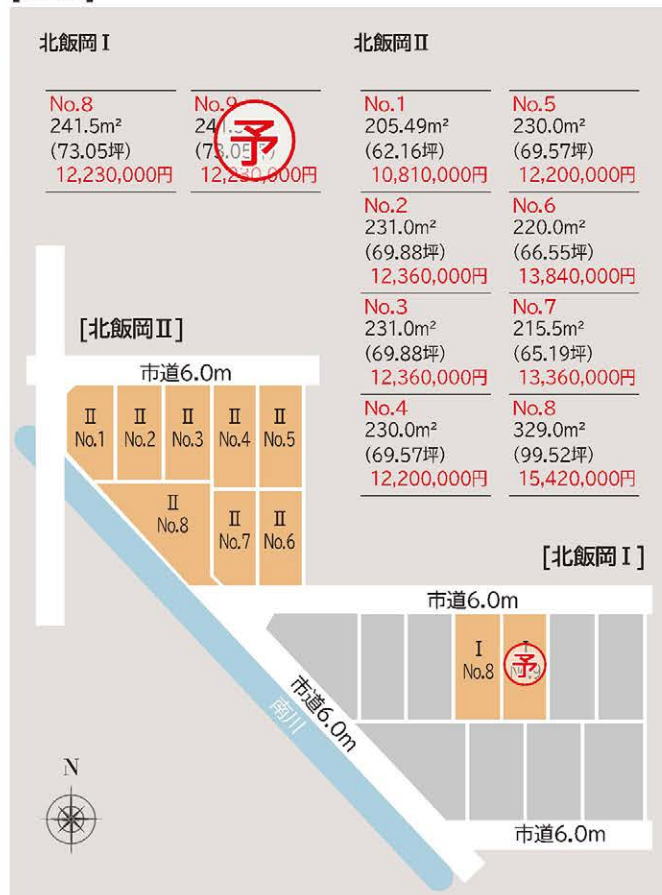 北飯岡Ⅰ
No.8
241.5m²
(73.05坪)
12,230,000円
No.9
予
12,230,000円
北飯岡Ⅱ
No.1
205.49m²
(62.16坪)
10,810,000円
No.5
230.0m²
(69.57坪)
12,200,000円
No.2
231.0m²
(69.88坪)
12,360,000円
No.6
220.0m²
(66.55坪)
13,840,000円
No.3
231.0m²
(69.88坪)
12,360,000円
No.7
215.5m²
(65.19坪)
13,360,000円
No.4
230.0m²
(69.57坪)
12,200,000円
No.8
329.0m²
(99.52坪)
15,420,000円
[北飯岡Ⅱ]
市道6.0m
Ⅱ
No.1
Ⅱ
No.2
Ⅱ
No.3
Ⅱ
No.4
Ⅱ
No.5
Ⅱ
No.8
Ⅱ
No.7
Ⅱ
No.6
[北飯岡Ⅰ]
市道6.0m
Ⅰ
No.8
予
市道6.0m
南川
N
市道6.0m